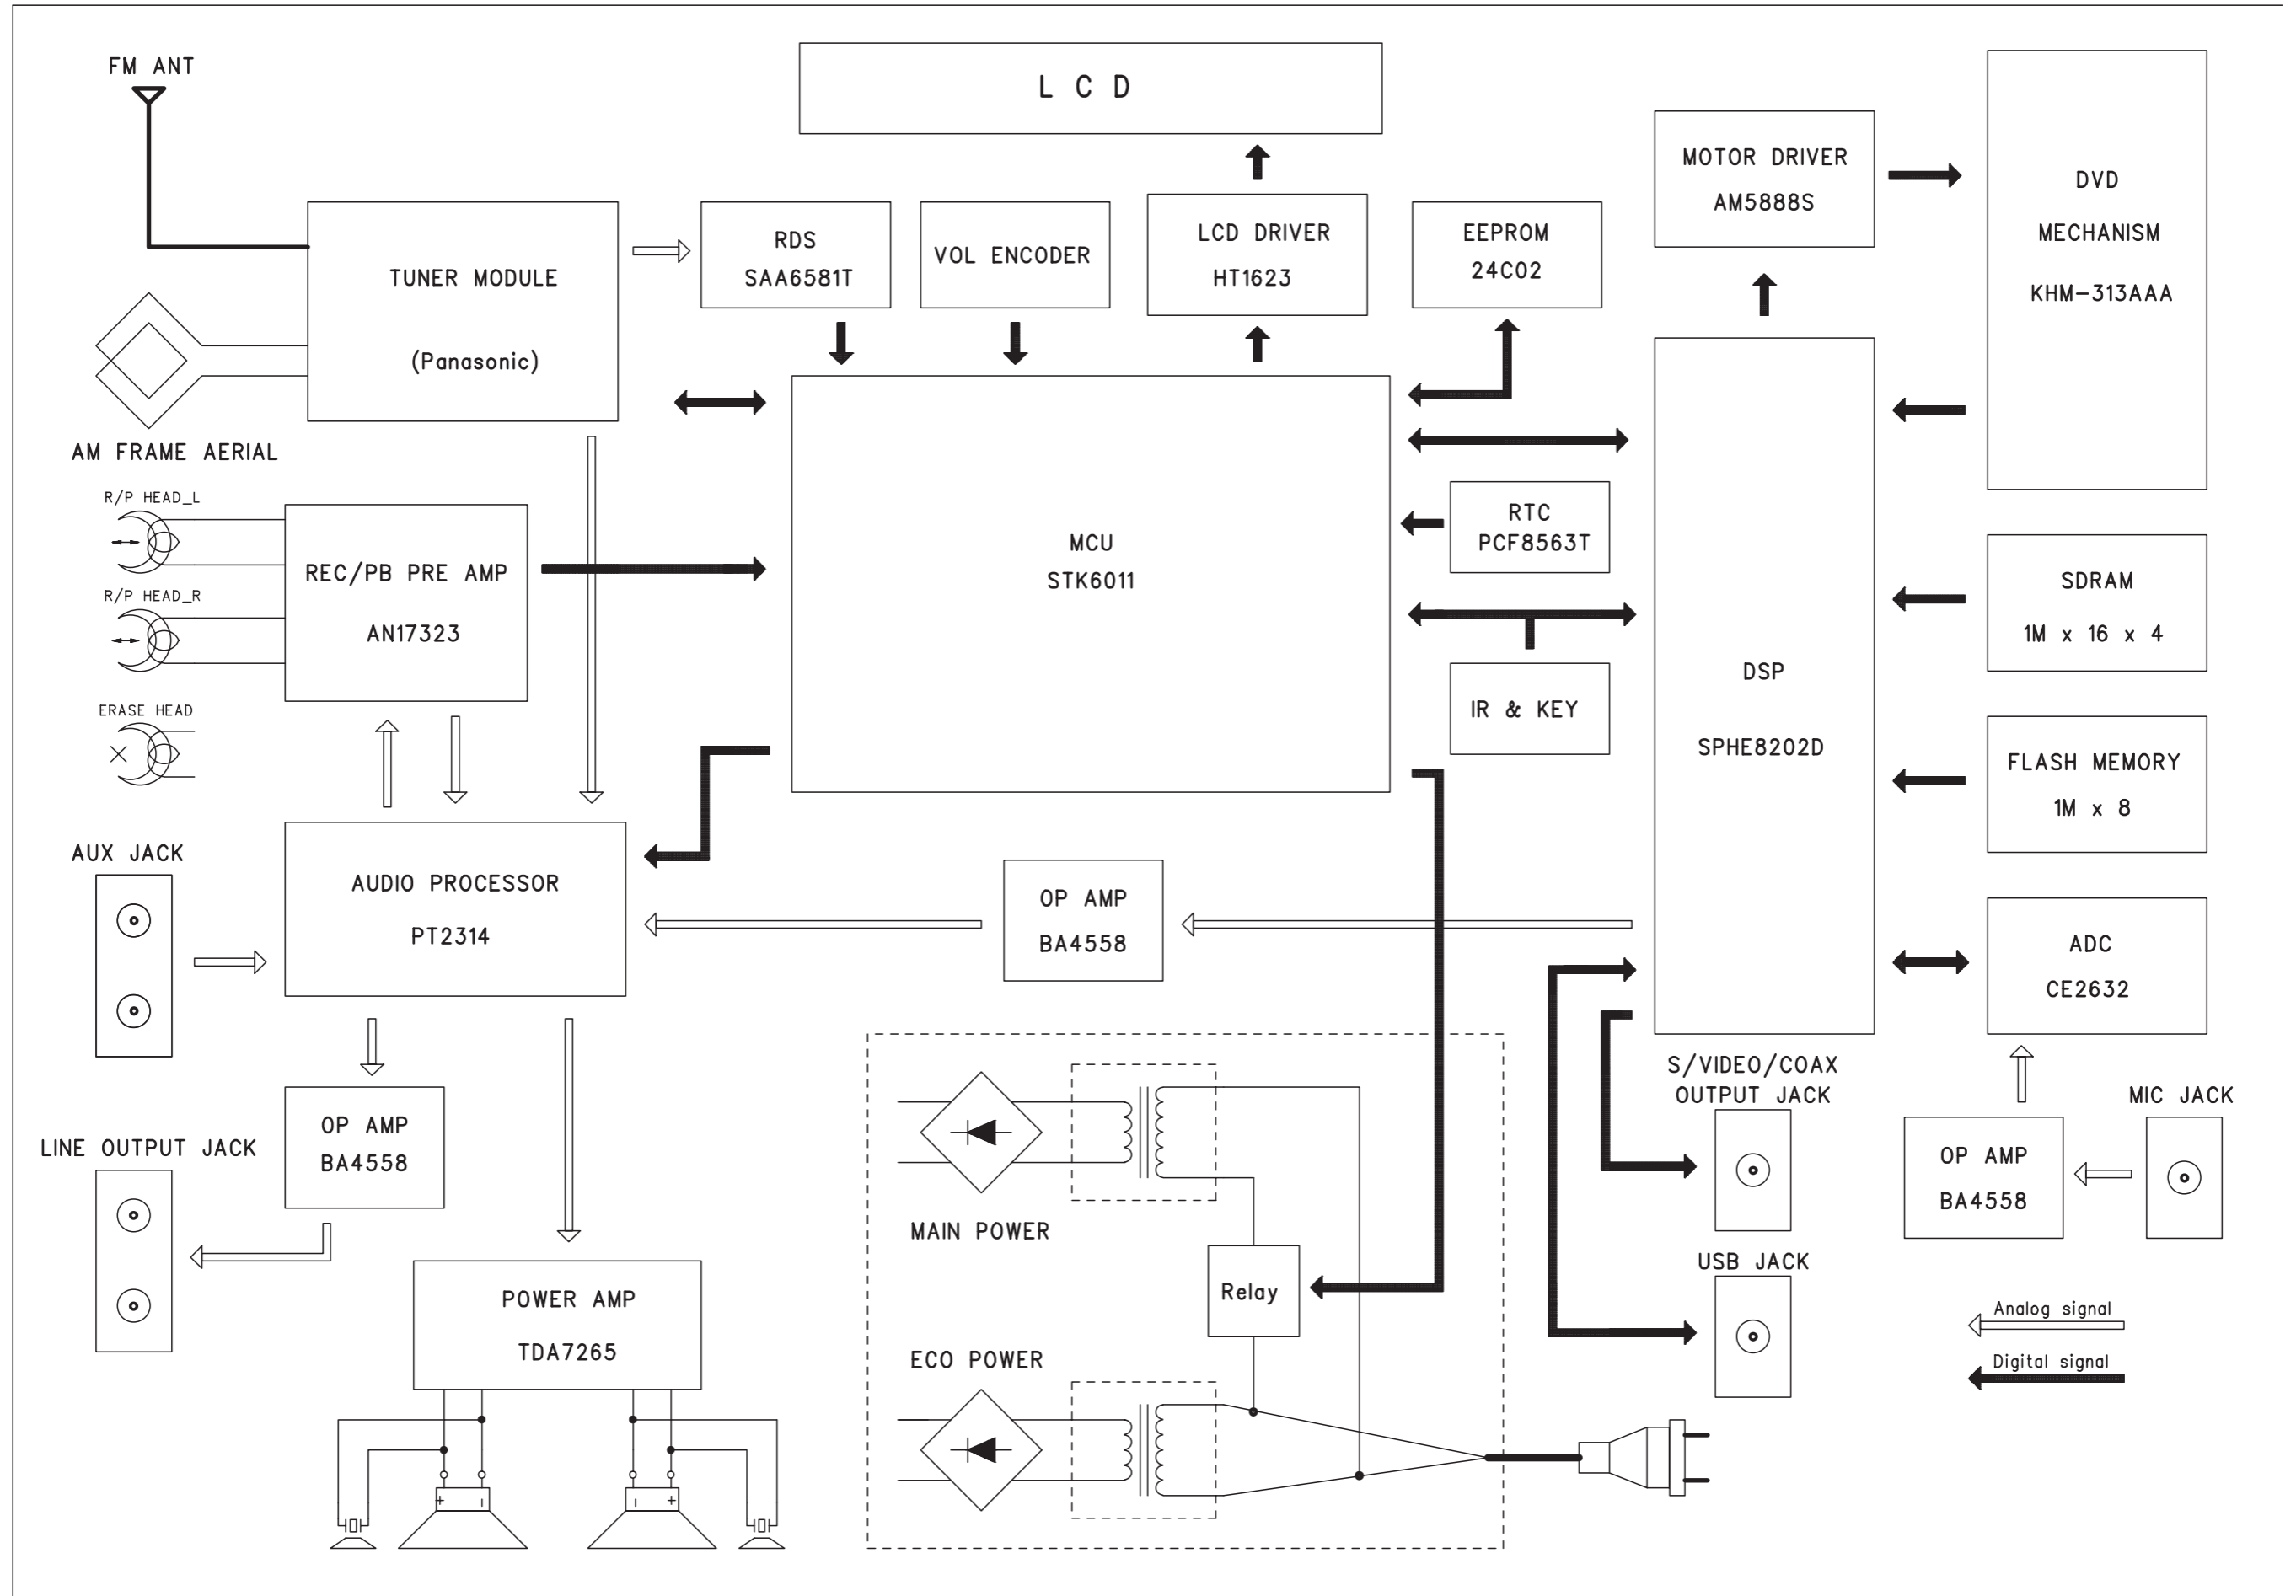 FM ANT
L C D
MOTOR DRIVER
AM5888S
DVD
MECHANISM
KHM-313AAA
TUNER MODULE
(Panasonic)
RDS
SAA6581T
VOL ENCODER
LCD DRIVER
HT1623
EEPROM
24C02
AM FRAME AERIAL
R/P HEAD_L
R/P HEAD_R
ERASE HEAD
REC/PB PRE AMP
AN17323
MCU
STK6011
RTC
PCF8563T
IR & KEY
DSP
SPHE8202D
SDRAM
1M x 16 x 4
FLASH MEMORY
1M x 8
AUX JACK
AUDIO PROCESSOR
PT2314
OP AMP
BA4558
ADC
CE2632
LINE OUTPUT JACK
OP AMP
BA4558
S/VIDEO/COAX
OUTPUT JACK
MIC JACK
OP AMP
BA4558
MAIN POWER
Relay
USB JACK
POWER AMP
TDA7265
ECO POWER
Analog signal
Digital signal
+ -
- +